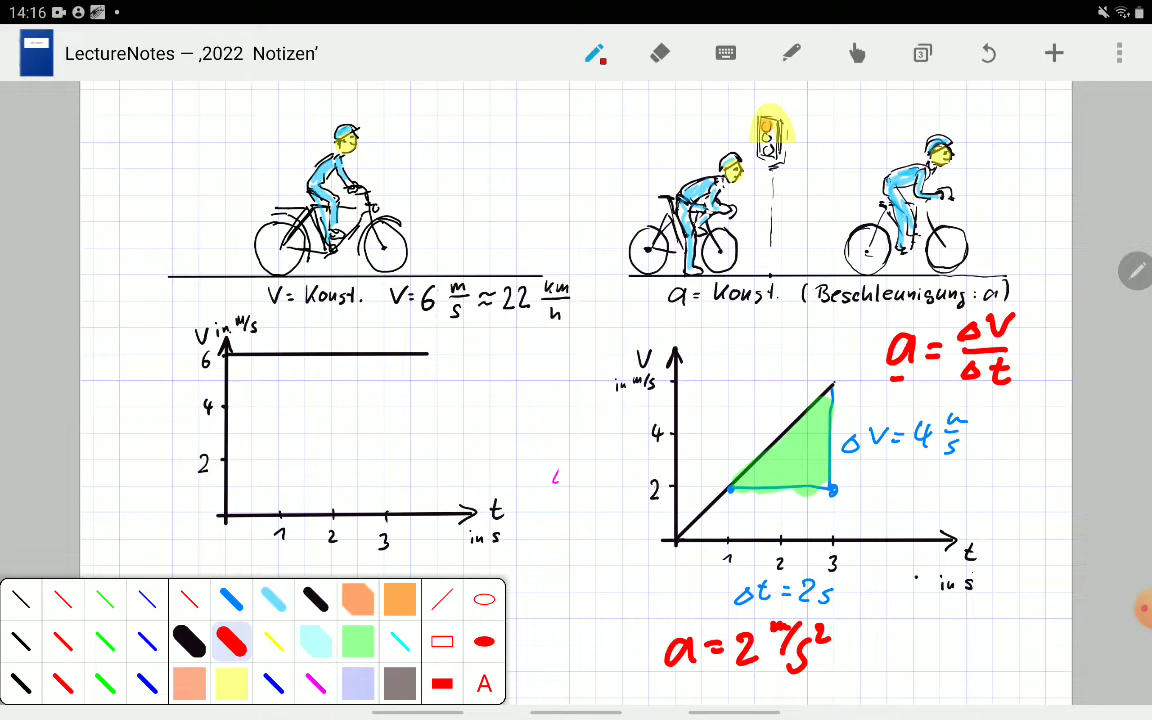 14:16
LectureNotes — ‚2022 Notizen’
3
V = Konst. V = 6 m/s ≈ 22 km/h
a = Konst. (Beschleunigung: a)
V in m/s
6
4
2
1 2 3
t
in s
a = ΔV/Δt
V
in m/s
4
2
ΔV = 4 m/s
1 2 3
t
in s
Δt = 2s
a = 2 m/s²
A